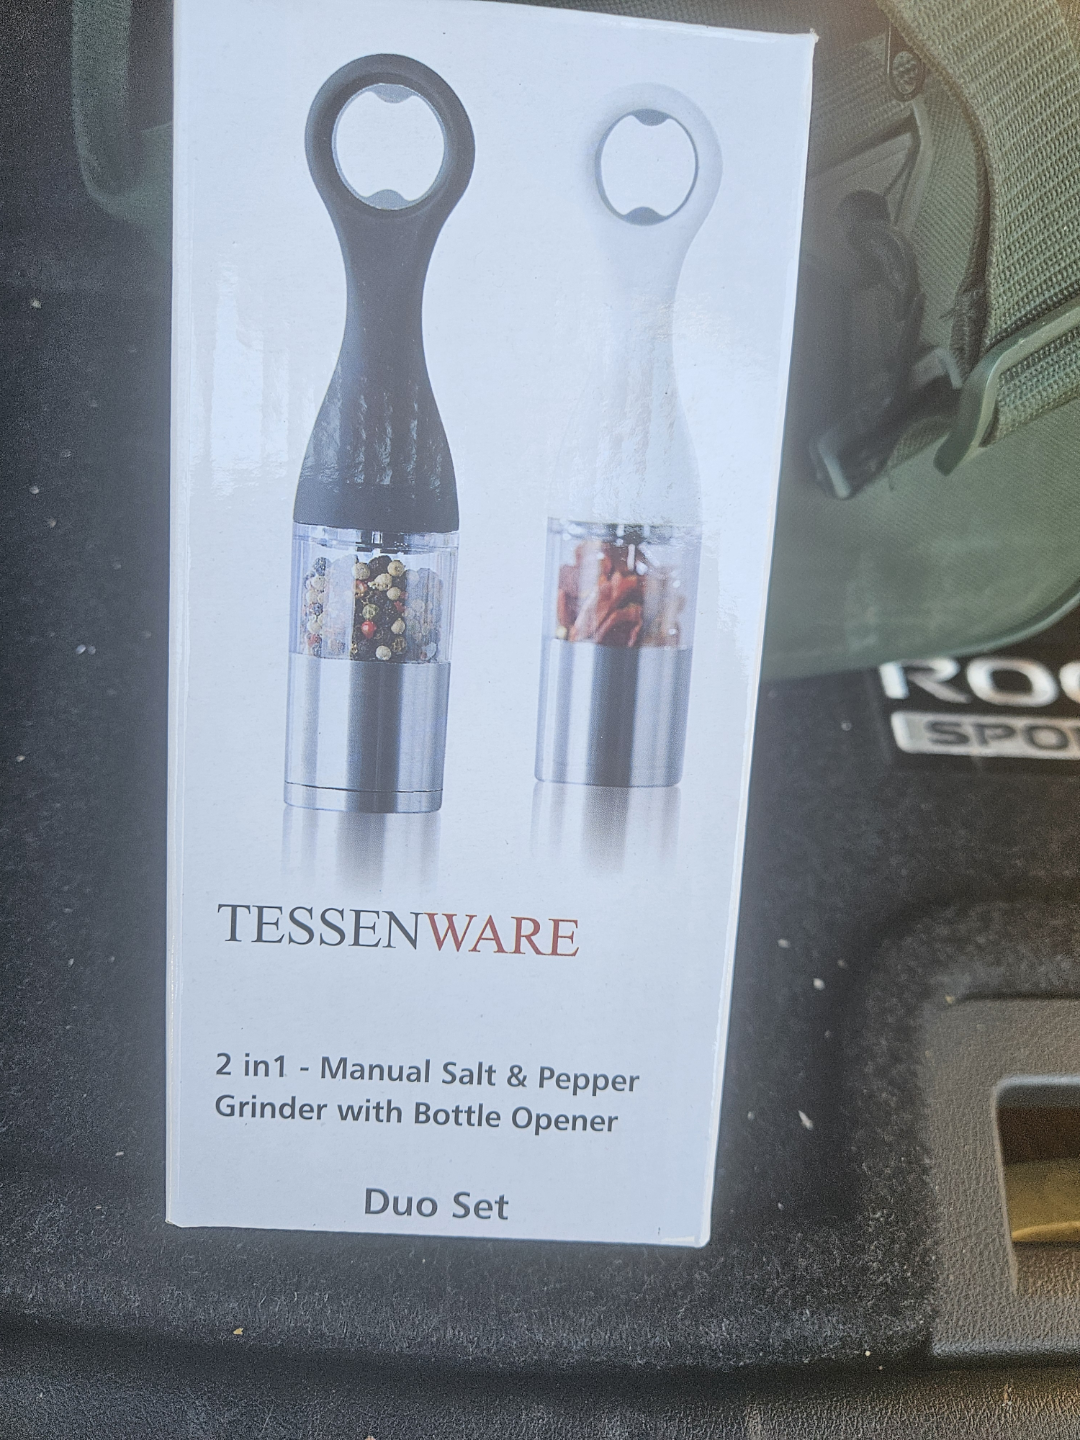 TESSENWARE
2 in1 - Manual Salt & Pepper
Grinder with Bottle Opener
Duo Set